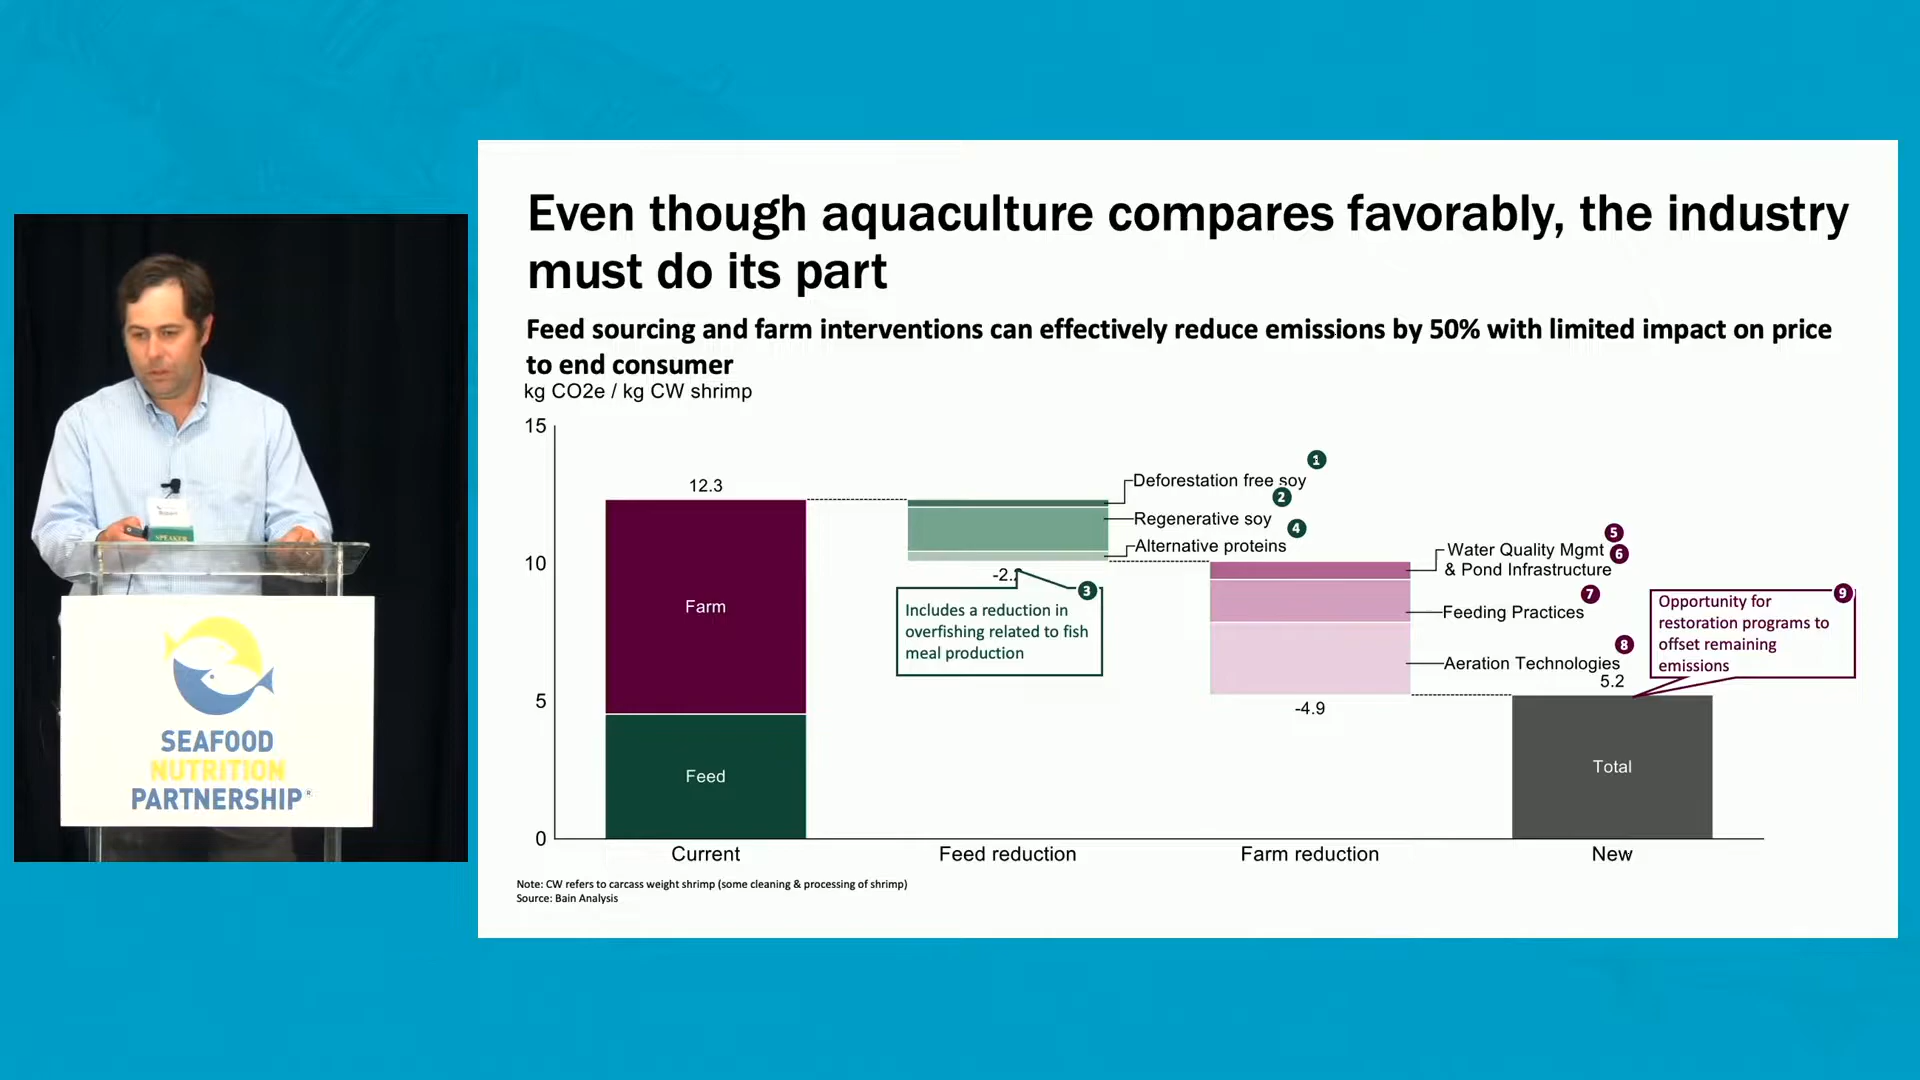 Even though aquaculture compares favorably, the industry
must do its part
Feed sourcing and farm interventions can effectively reduce emissions by 50% with limited impact on price
to end consumer
kg CO2e / kg CW shrimp
15
10
5
0
12.3
Farm
Feed
Current
1
Deforestation free soy
2
Regenerative soy
4
Alternative proteins
-2.
3
Includes a reduction in
overfishing related to fish
meal production
Feed reduction
5
Water Quality Mgmt
6
& Pond Infrastructure
7
Feeding Practices
8
Aeration Technologies
-4.9
Farm reduction
9
Opportunity for
restoration programs to
offset remaining
emissions
5.2
Total
New
Note: CW refers to carcass weight shrimp (some cleaning & processing of shrimp)
Source: Bain Analysis
SPEAKER
SEAFOOD
NUTRITION
PARTNERSHIP®